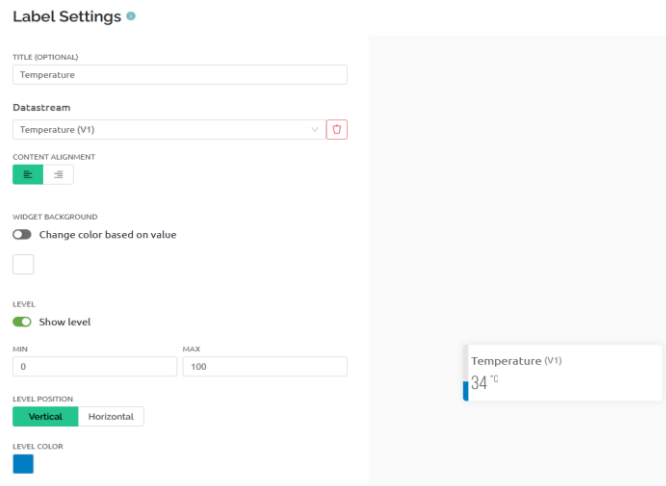 Label Settings
TITLE (OPTIONAL)
Temperature
Datastream
Temperature (V1)
CONTENT ALIGNMENT
WIDGET BACKGROUND
Change color based on value
LEVEL
Show level
MIN
MAX
0
100
LEVEL POSITION
Vertical
Horizontal
LEVEL COLOR
Temperature (V1)
34 °C